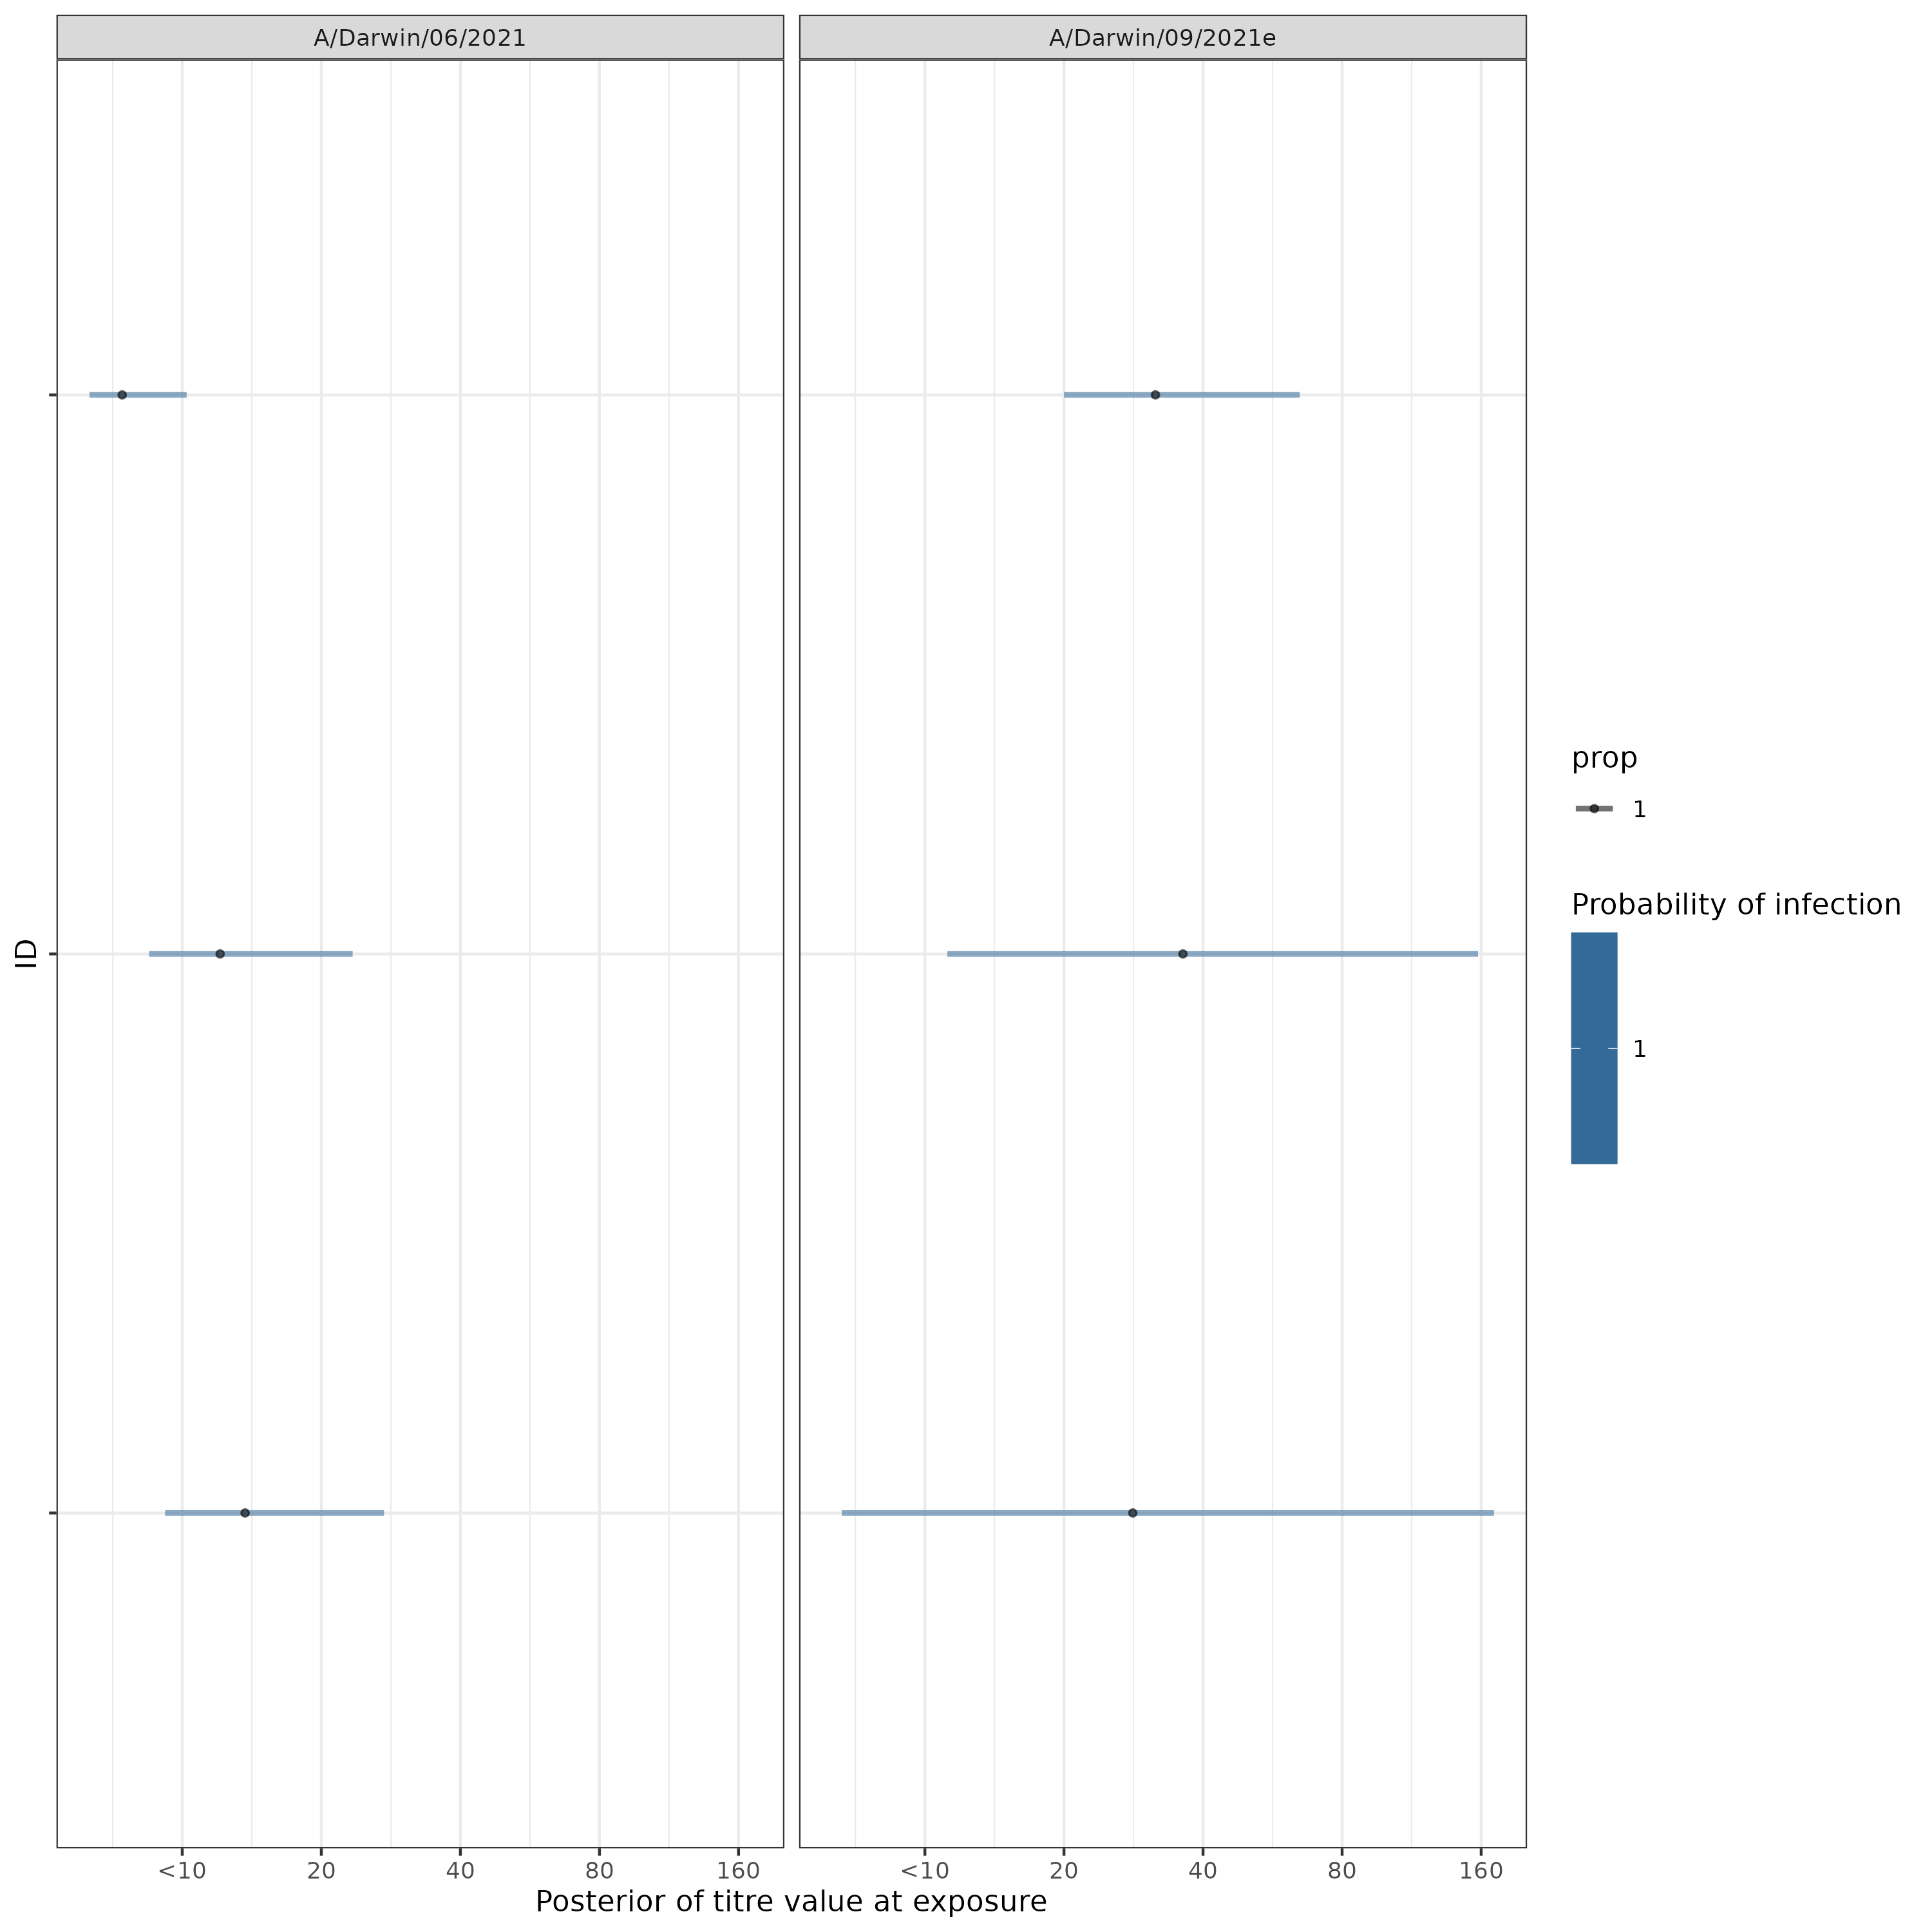 A/Darwin/06/2021
A/Darwin/09/2021e
ID
prop
1
Probability of infection
1
<10 20 40 80 160
<10 20 40 80 160
Posterior of titre value at exposure